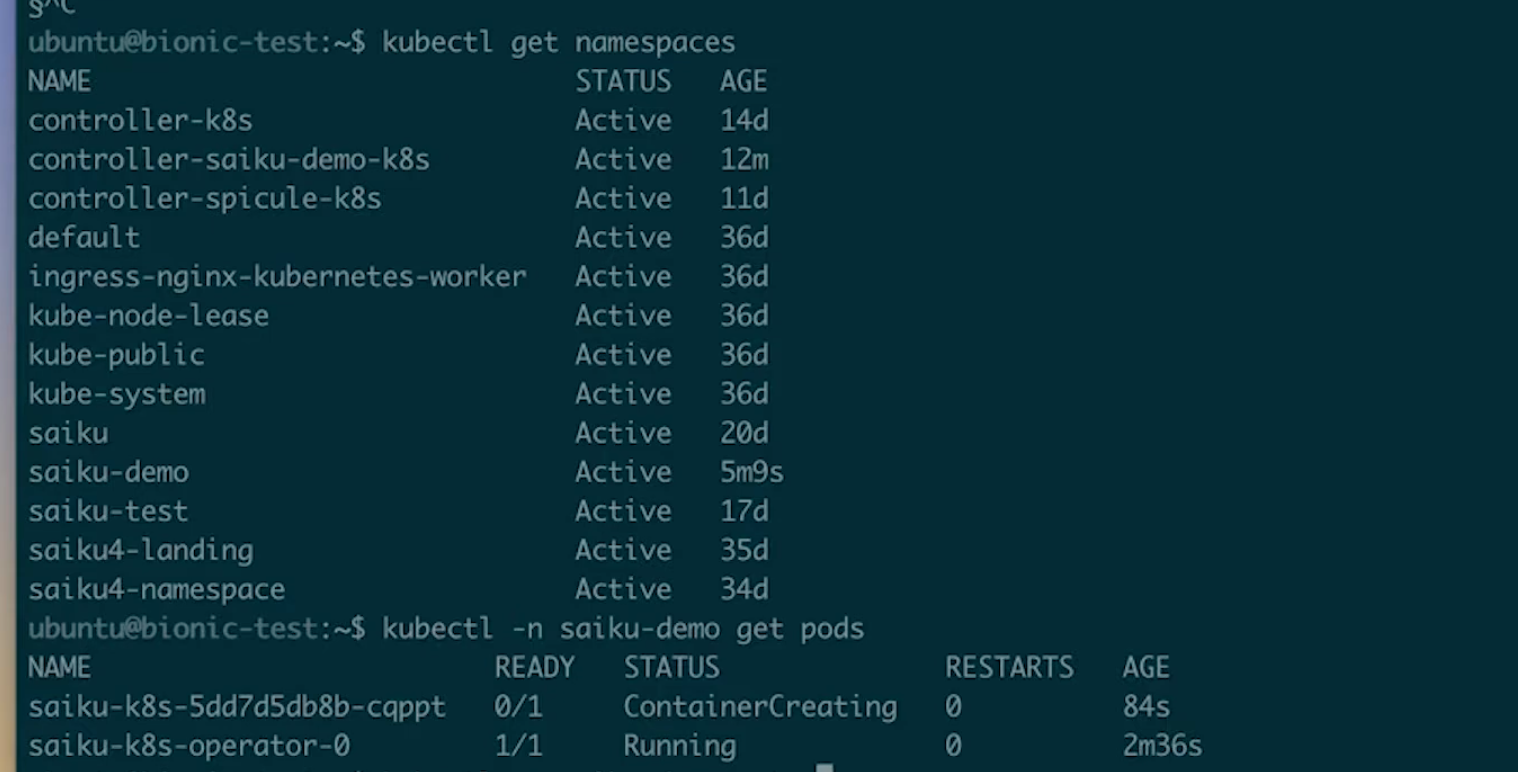 §^C
ubuntu@bionic-test:~$ kubectl get namespaces
NAME STATUS AGE
controller-k8s Active 14d
controller-saiku-demo-k8s Active 12m
controller-spicule-k8s Active 11d
default Active 36d
ingress-nginx-kubernetes-worker Active 36d
kube-node-lease Active 36d
kube-public Active 36d
kube-system Active 36d
saiku Active 20d
saiku-demo Active 5m9s
saiku-test Active 17d
saiku4-landing Active 35d
saiku4-namespace Active 34d
ubuntu@bionic-test:~$ kubectl -n saiku-demo get pods
NAME READY STATUS RESTARTS AGE
saiku-k8s-5dd7d5db8b-cqppt 0/1 ContainerCreating 0 84s
saiku-k8s-operator-0 1/1 Running 0 2m36s